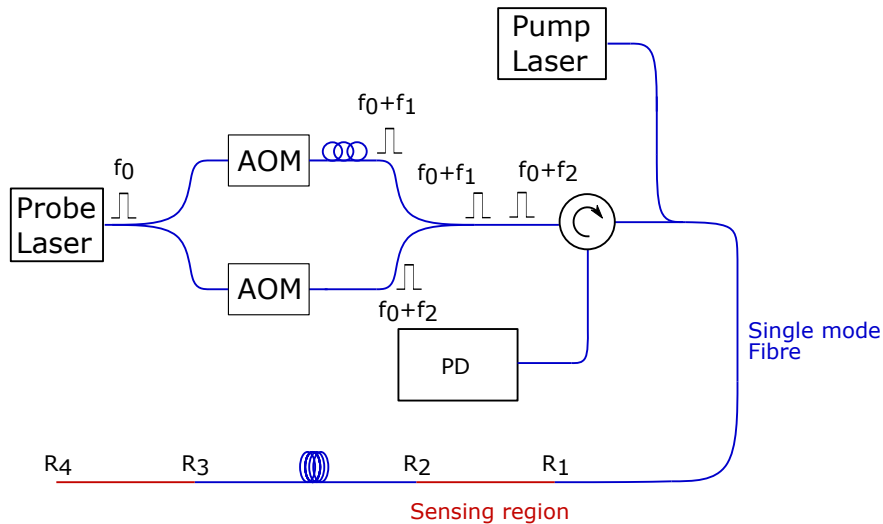 Pump
Laser
f0+f1
AOM
f0
f0+f1
f0+f2
Probe
Laser
AOM
f0+f2
PD
Single mode
Fibre
R4
R3
R2
R1
Sensing region